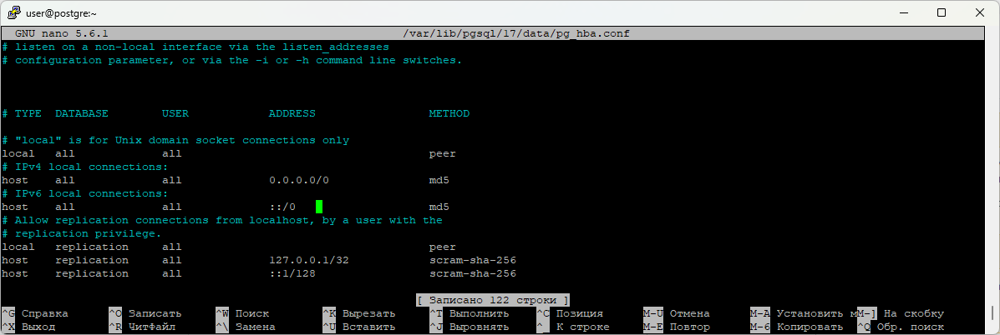 user@postgre:~
GNU nano 5.6.1 /var/lib/pgsql/17/data/pg_hba.conf
# listen on a non-local interface via the listen_addresses
# configuration parameter, or via the -i or -h command line switches.
# TYPE DATABASE USER ADDRESS METHOD
# "local" is for Unix domain socket connections only
local all all peer
# IPv4 local connections:
host all all 0.0.0.0/0 md5
# IPv6 local connections:
host all all ::/0 md5
# Allow replication connections from localhost, by a user with the
# replication privilege.
local replication all peer
host replication all 127.0.0.1/32 scram-sha-256
host replication all ::1/128 scram-sha-256
[ Записано 122 строки ]
^G Справка ^O Записать ^W Поиск ^K Вырезать ^T Выполнить ^C Позиция M-U Отмена M-A Установить м M-] На скобку
^X Выход ^R ЧитФайл ^\ Замена ^U Вставить ^J Выровнять ^_ К строке M-E Повтор M-6 Копировать ^Q Обр. поиск